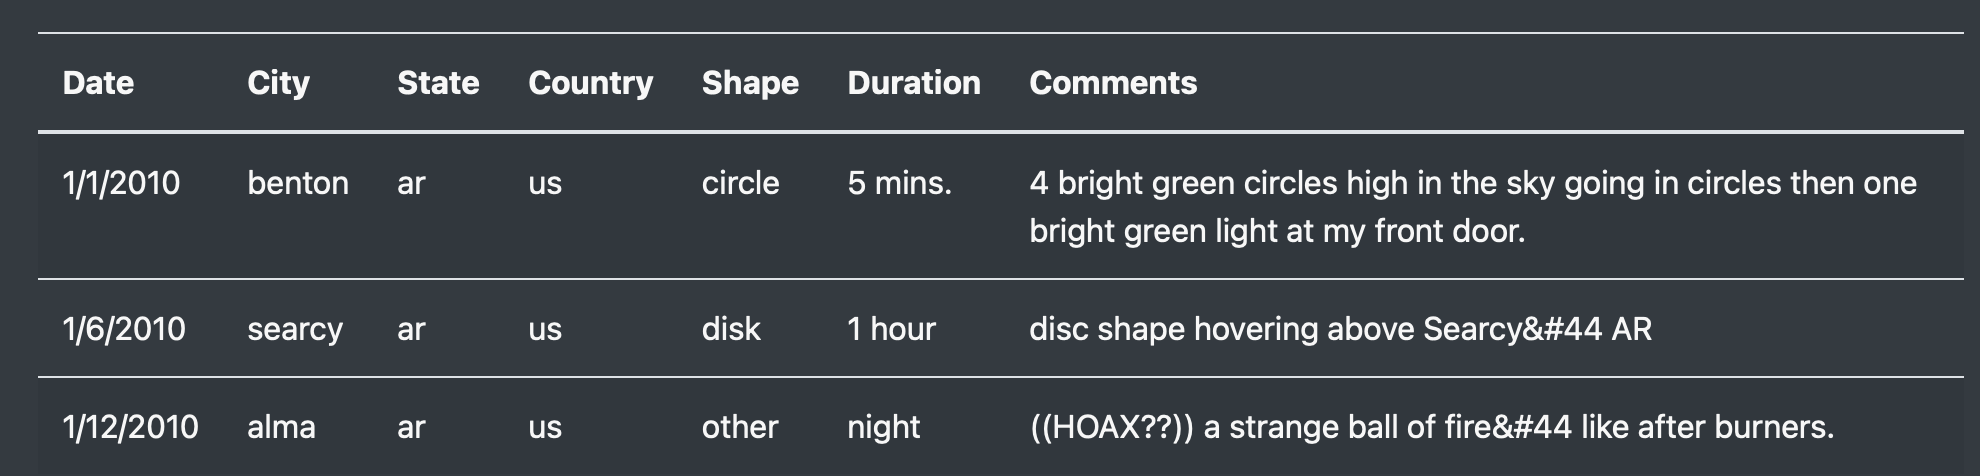 Date City State Country Shape Duration Comments
1/1/2010 benton ar us circle 5 mins. 4 bright green circles high in the sky going in circles then one
bright green light at my front door.
1/6/2010 searcy ar us disk 1 hour disc shape hovering above Searcy&#44 AR
1/12/2010 alma ar us other night ((HOAX??)) a strange ball of fire&#44 like after burners.